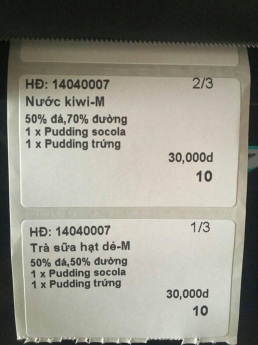 HĐ: 14040007 2/3
Nước kiwi-M
50% đá,70% đường
1 x Pudding socola
1 x Pudding trứng
30,000d
10
HĐ: 14040007 1/3
Trà sữa hạt dẻ-M
50% đá,50% đường
1 x Pudding socola
1 x Pudding trứng
30,000d
10